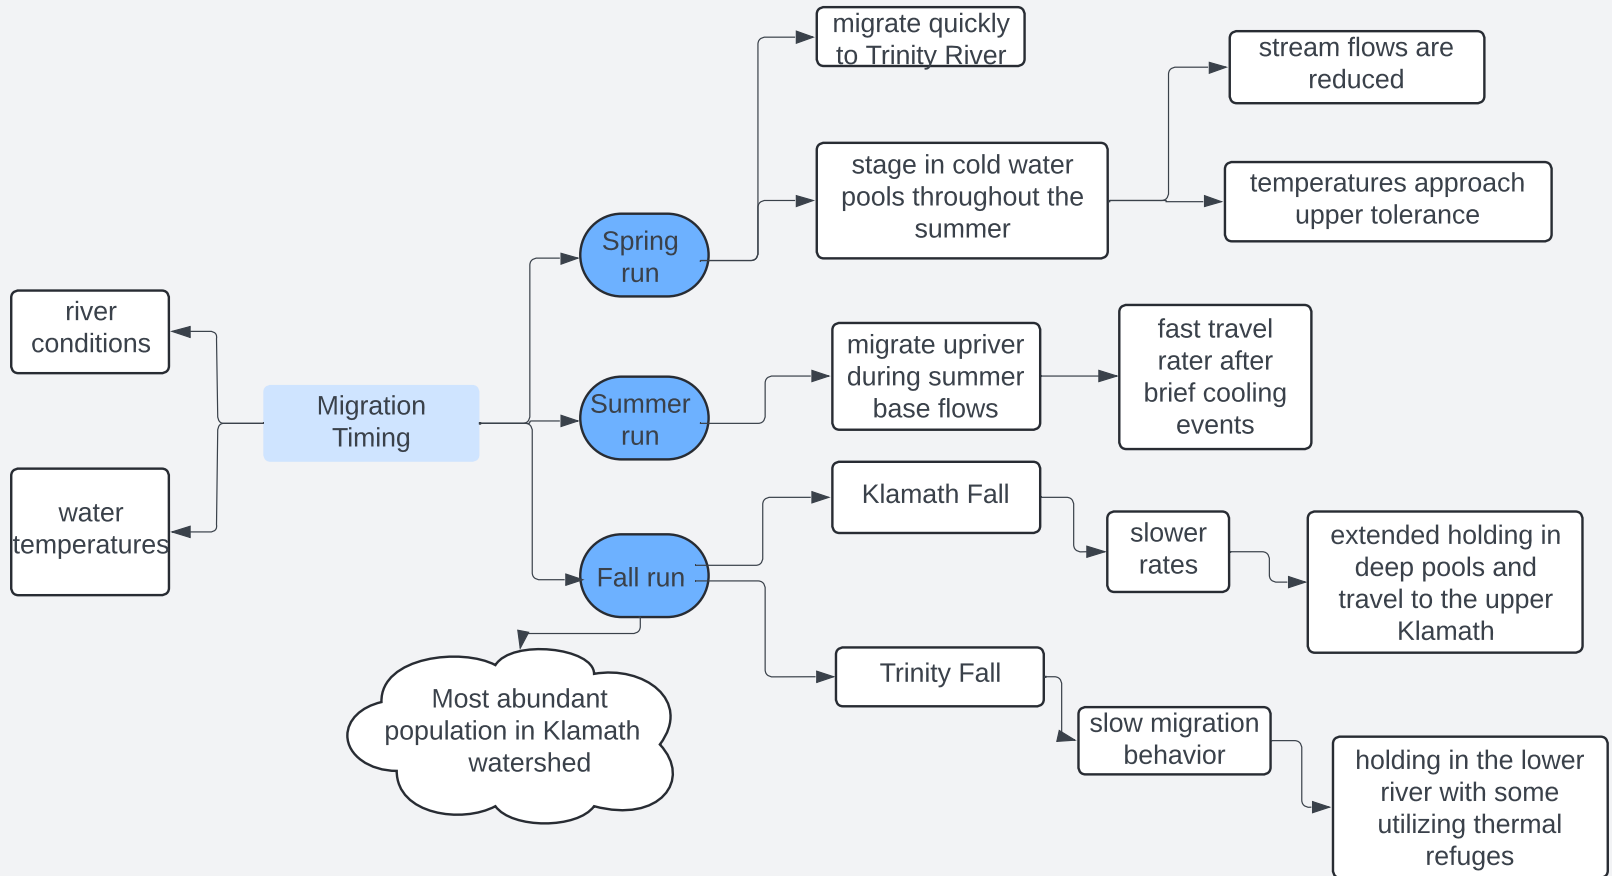 migrate quickly
to Trinity River
stream flows are
reduced
stage in cold water
pools throughout the
summer
temperatures approach
upper tolerance
Spring
run
river
conditions
Migration
Timing
water
temperatures
Summer
run
migrate upriver
during summer
base flows
fast travel
rater after
brief cooling
events
Fall run
Klamath Fall
slower
rates
extended holding in
deep pools and
travel to the upper
Klamath
Most abundant
population in Klamath
watershed
Trinity Fall
slow migration
behavior
holding in the lower
river with some
utilizing thermal
refuges